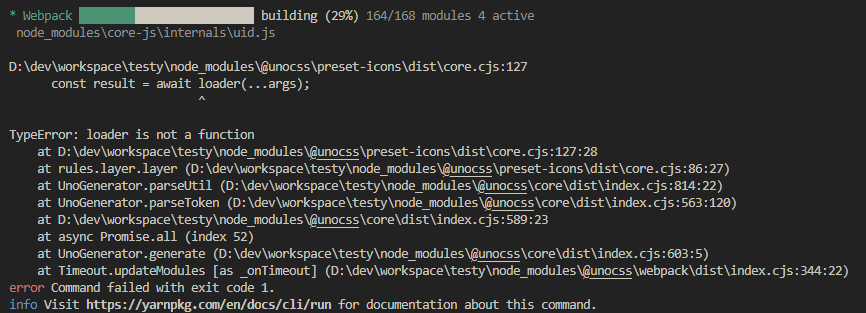 * Webpack building (29%) 164/168 modules 4 active
node_modules\core-js\internals\uid.js
D:\dev\workspace\testy\node_modules\@unocss\preset-icons\dist\core.cjs:127
const result = await loader(...args);
^
TypeError: loader is not a function
at D:\dev\workspace\testy\node_modules\@unocss\preset-icons\dist\core.cjs:127:28
at rules.layer.layer (D:\dev\workspace\testy\node_modules\@unocss\preset-icons\dist\core.cjs:86:27)
at UnoGenerator.parseUtil (D:\dev\workspace\testy\node_modules\@unocss\core\dist\index.cjs:814:22)
at UnoGenerator.parseToken (D:\dev\workspace\testy\node_modules\@unocss\core\dist\index.cjs:563:120)
at D:\dev\workspace\testy\node_modules\@unocss\core\dist\index.cjs:589:23
at async Promise.all (index 52)
at UnoGenerator.generate (D:\dev\workspace\testy\node_modules\@unocss\core\dist\index.cjs:603:5)
at Timeout.updateModules [as _onTimeout] (D:\dev\workspace\testy\node_modules\@unocss\webpack\dist\index.cjs:344:22)
error Command failed with exit code 1.
info Visit https://yarnpkg.com/en/docs/cli/run for documentation about this command.